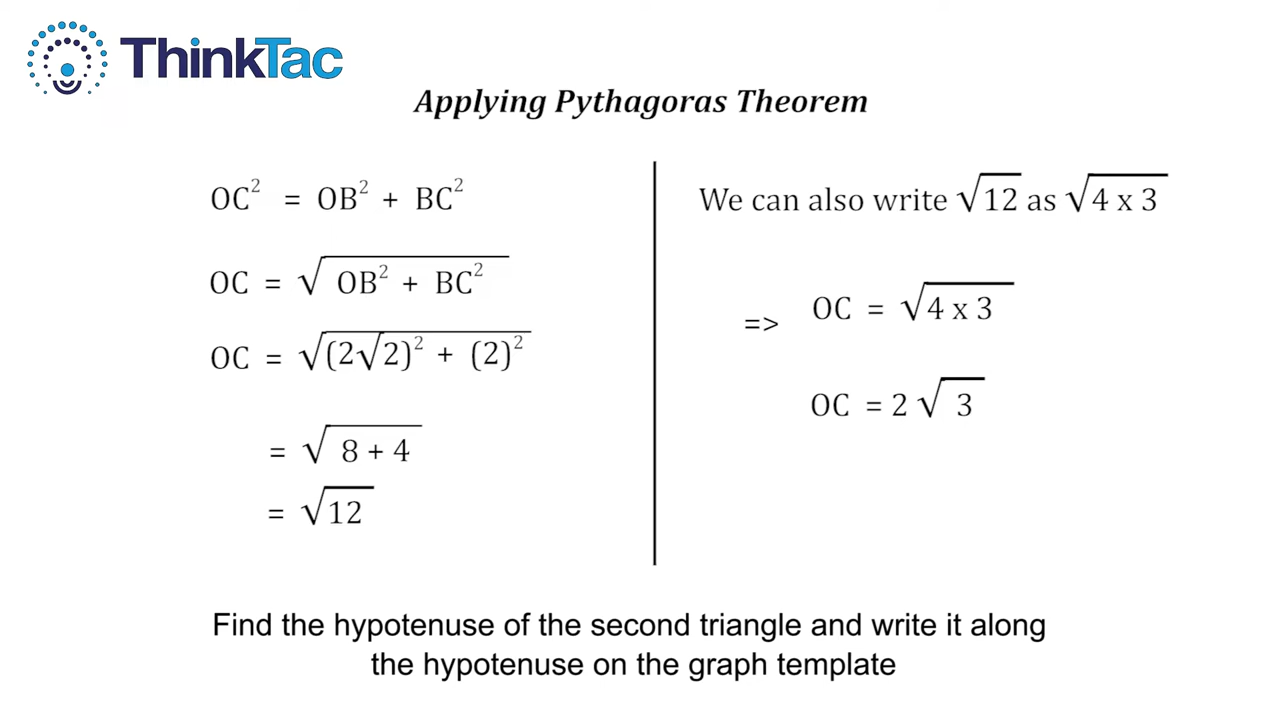 ThinkTac
Applying Pythagoras Theorem
OC² = OB² + BC²
OC = √ OB² + BC²
OC = √(2√2)² + (2)²
= √ 8 + 4
= √12
We can also write √12 as √4 x 3
=> OC = √4 x 3
OC = 2 √ 3
Find the hypotenuse of the second triangle and write it along
the hypotenuse on the graph template